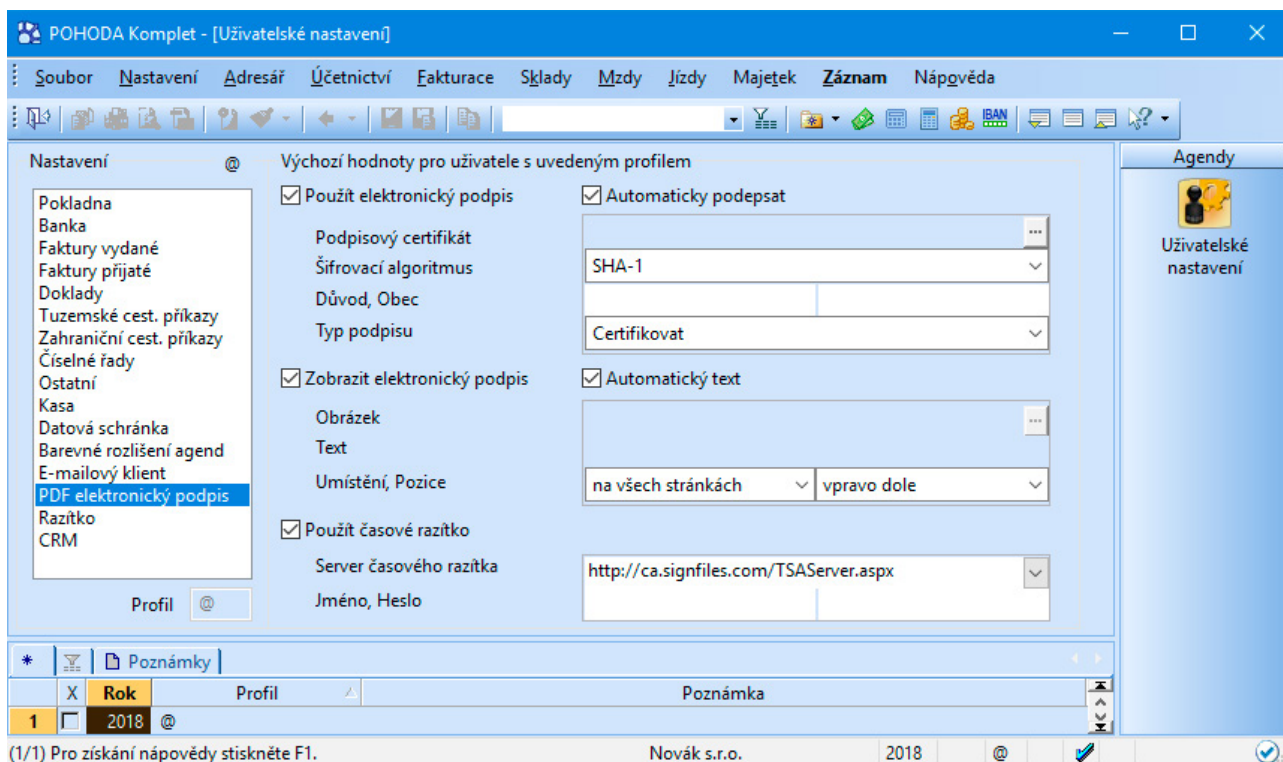 POHODA Komplet - [Uživatelské nastavení]
Soubor Nastavení Adresář Účetnictví Fakturace Sklady Mzdy Jízdy Majetek Záznam Nápověda
IBAN
Nastavení @
Pokladna
Banka
Faktury vydané
Faktury přijaté
Doklady
Tuzemské cest. příkazy
Zahraniční cest. příkazy
Číselné řady
Ostatní
Kasa
Datová schránka
Barevné rozlišení agend
E-mailový klient
PDF elektronický podpis
Razítko
CRM
Profil @
Výchozí hodnoty pro uživatele s uvedeným profilem
Použít elektronický podpis Automaticky podepsat
Podpisový certifikát ...
Šifrovací algoritmus SHA-1
Důvod, Obec
Typ podpisu Certifikovat
Zobrazit elektronický podpis Automatický text
Obrázek ...
Text
Umístění, Pozice na všech stránkách vpravo dole
Použít časové razítko
Server časového razítka http://ca.signfiles.com/TSAServer.aspx
Jméno, Heslo
Agendy
Uživatelské
nastavení
* Poznámky
X Rok Profil Poznámka
1 2018 @
(1/1) Pro získání nápovědy stiskněte F1. Novák s.r.o. 2018 @